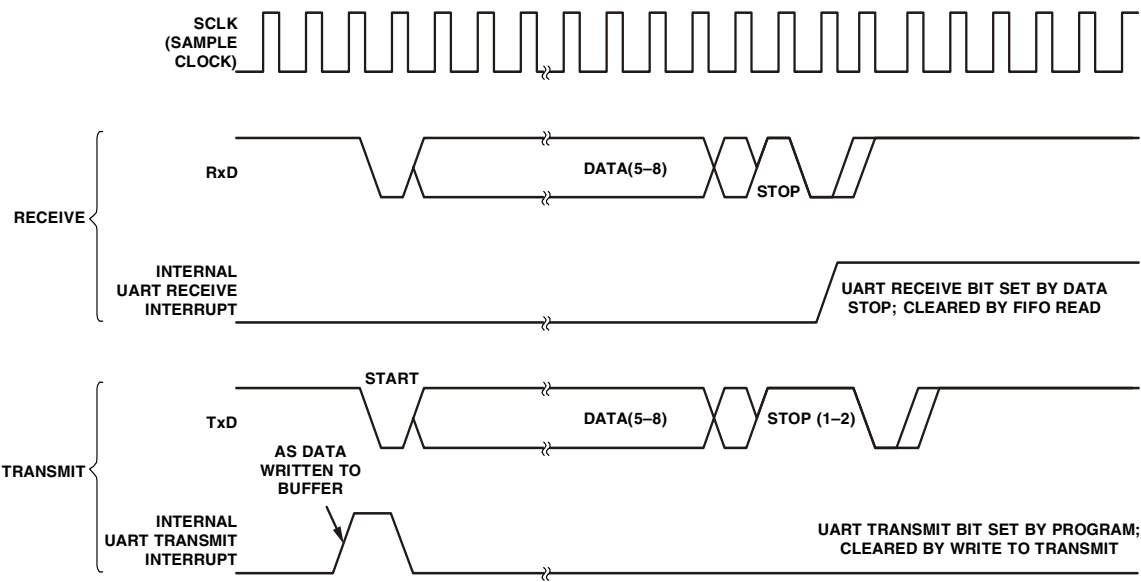 SCLK
(SAMPLE
CLOCK)
RxD
DATA(5–8)
STOP
RECEIVE
INTERNAL
UART RECEIVE
INTERRUPT
UART RECEIVE BIT SET BY DATA
STOP; CLEARED BY FIFO READ
START
TxD
DATA(5–8)
STOP (1–2)
AS DATA
WRITTEN TO
BUFFER
TRANSMIT
INTERNAL
UART TRANSMIT
INTERRUPT
UART TRANSMIT BIT SET BY PROGRAM;
CLEARED BY WRITE TO TRANSMIT